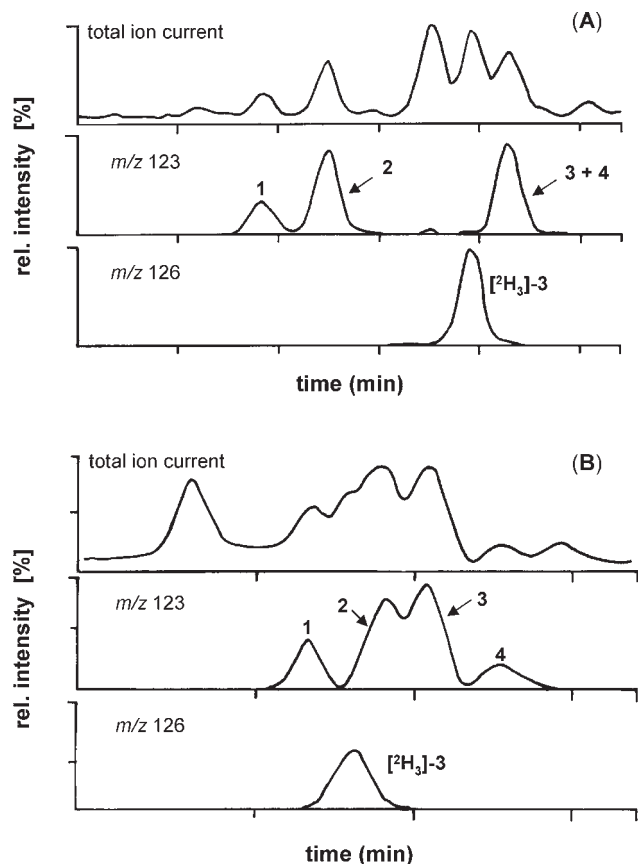 (A)
total ion current
m/z 123
1
2
3 + 4
m/z 126
[²H₃]-3
rel. intensity [%]
time (min)
(B)
total ion current
m/z 123
1
2
3
4
m/z 126
[²H₃]-3
rel. intensity [%]
time (min)